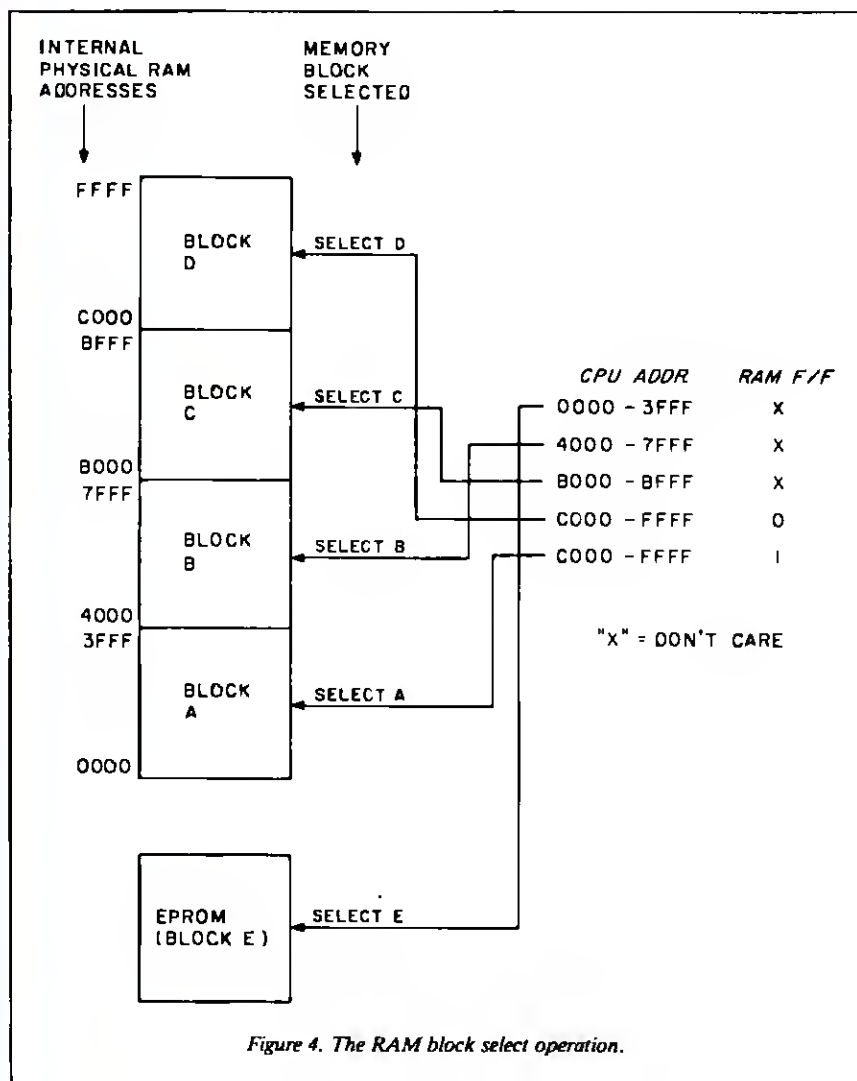 INTERNAL
PHYSICAL RAM
ADDRESSES
MEMORY
BLOCK
SELECTED
FFFF
BLOCK
D
SELECT D
C000
BFFF
BLOCK
C
SELECT C
8000
7FFF
BLOCK
B
SELECT B
4000
3FFF
BLOCK
A
SELECT A
0000
EPROM
(BLOCK E)
SELECT E
CPU ADDR RAM F/F
0000 - 3FFF X
4000 - 7FFF X
8000 - BFFF X
C000 - FFFF 0
C000 - FFFF 1
"X" = DON'T CARE
Figure 4. The RAM block select operation.